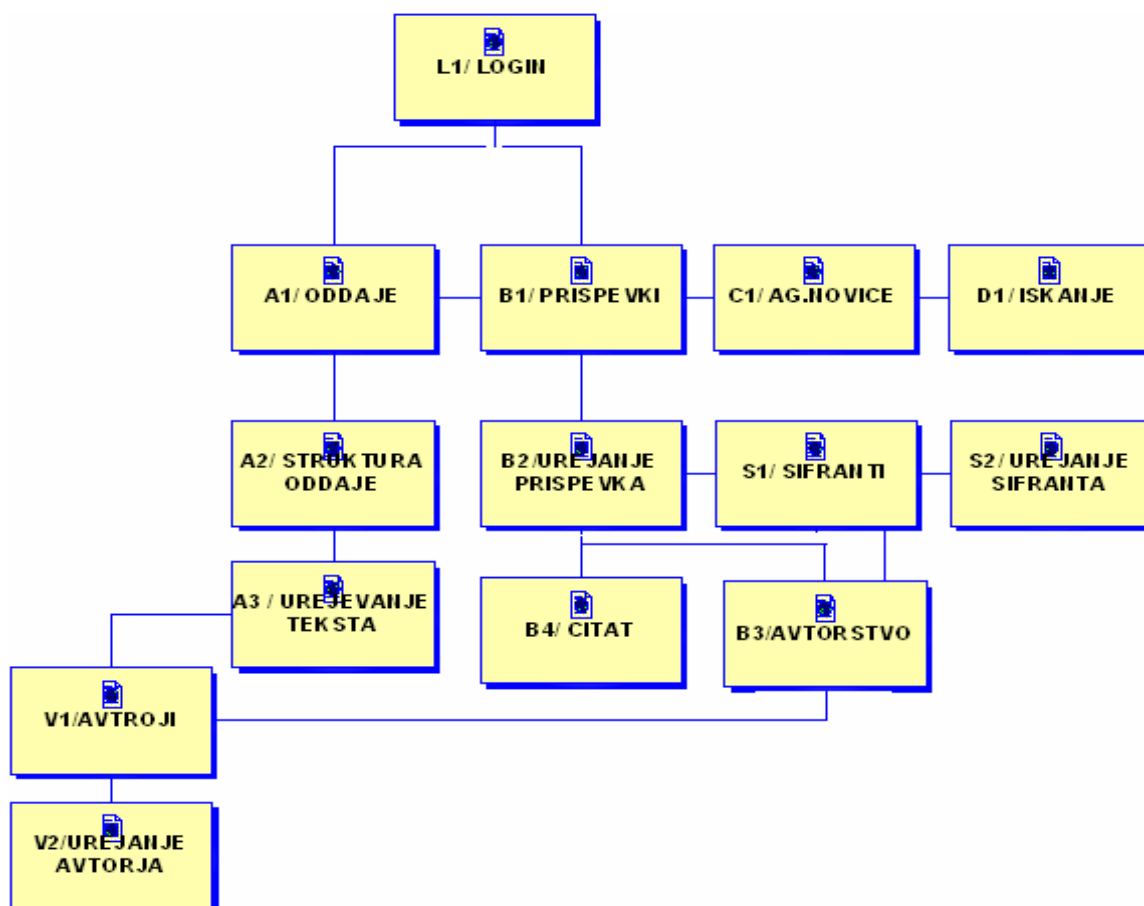 L1/ LOGIN
A1/ ODDAJE
B1/ PRISPEVKI
C1/ AG.NOVICE
D1/ ISKANJE
A2/ STRUKTURA
ODDAJE
B2/UREJANJE
PRISPEVKA
S1/ SIFRANTI
S2/ UREJANJE
SIFRANTA
A3 / UREJEVANJE
TEKSTA
B4/ CITAT
B3/AVTORSTVO
V1/AVTROJI
V2/UREJANJE
AVTORJA